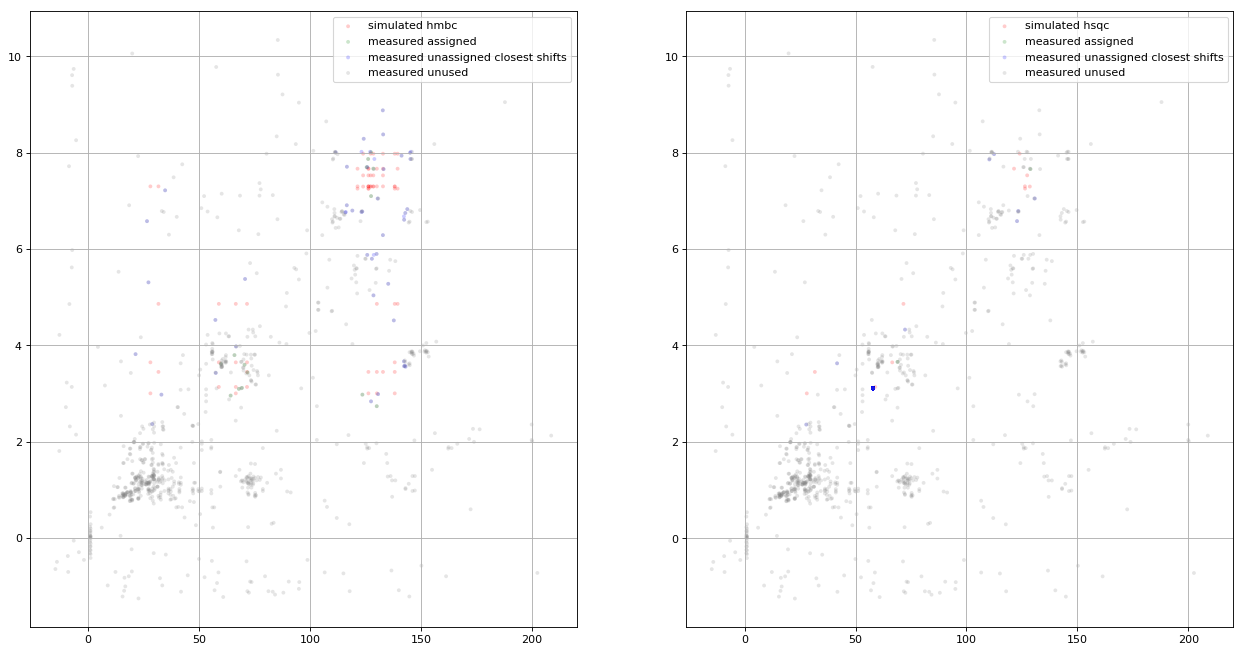 simulated hmbc
measured assigned
measured unassigned closest shifts
measured unused
10
8
6
4
2
0
0
50
100
150
200
simulated hsqc
measured assigned
measured unassigned closest shifts
measured unused
10
8
6
4
2
0
0
50
100
150
200